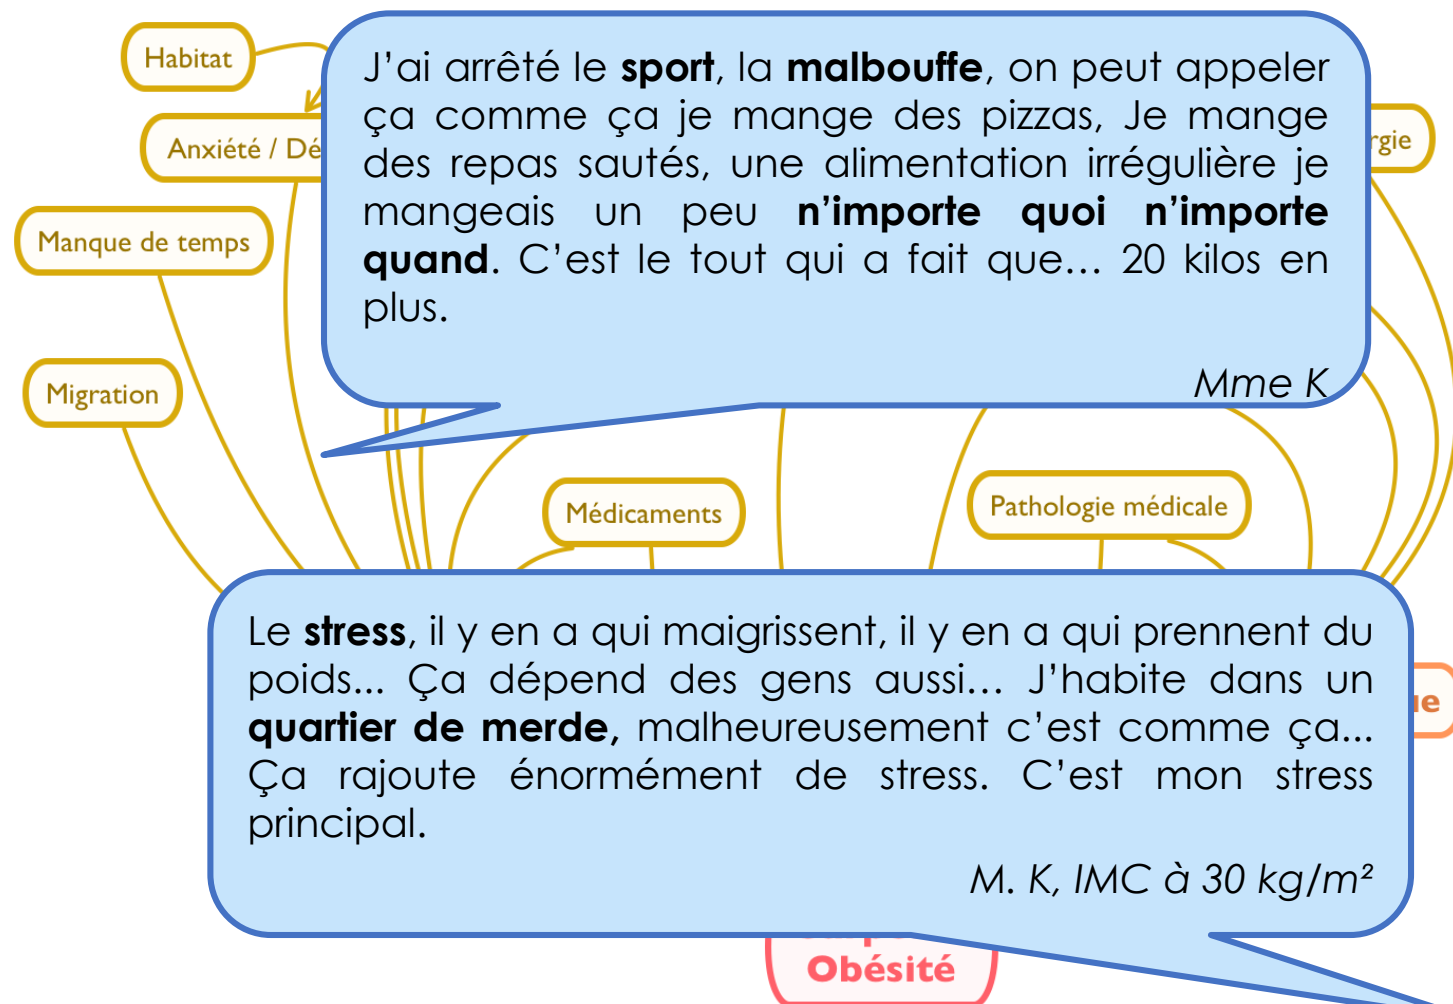 Habitat
J’ai arrêté le sport, la malbouffe, on peut appeler
ça comme ça je mange des pizzas, Je mange
des repas sautés, une alimentation irrégulière je
mangeais un peu n’importe quoi n’importe
quand. C’est le tout qui a fait que… 20 kilos en
plus.
Mme K
Anxiété / Dé
rgie
Manque de temps
Migration
Médicaments
Pathologie médicale
Le stress, il y en a qui maigrissent, il y en a qui prennent du
poids... Ça dépend des gens aussi… J’habite dans un
quartier de merde, malheureusement c’est comme ça...
Ça rajoute énormément de stress. C’est mon stress
principal.
M. K, IMC à 30 kg/m²
Obésité